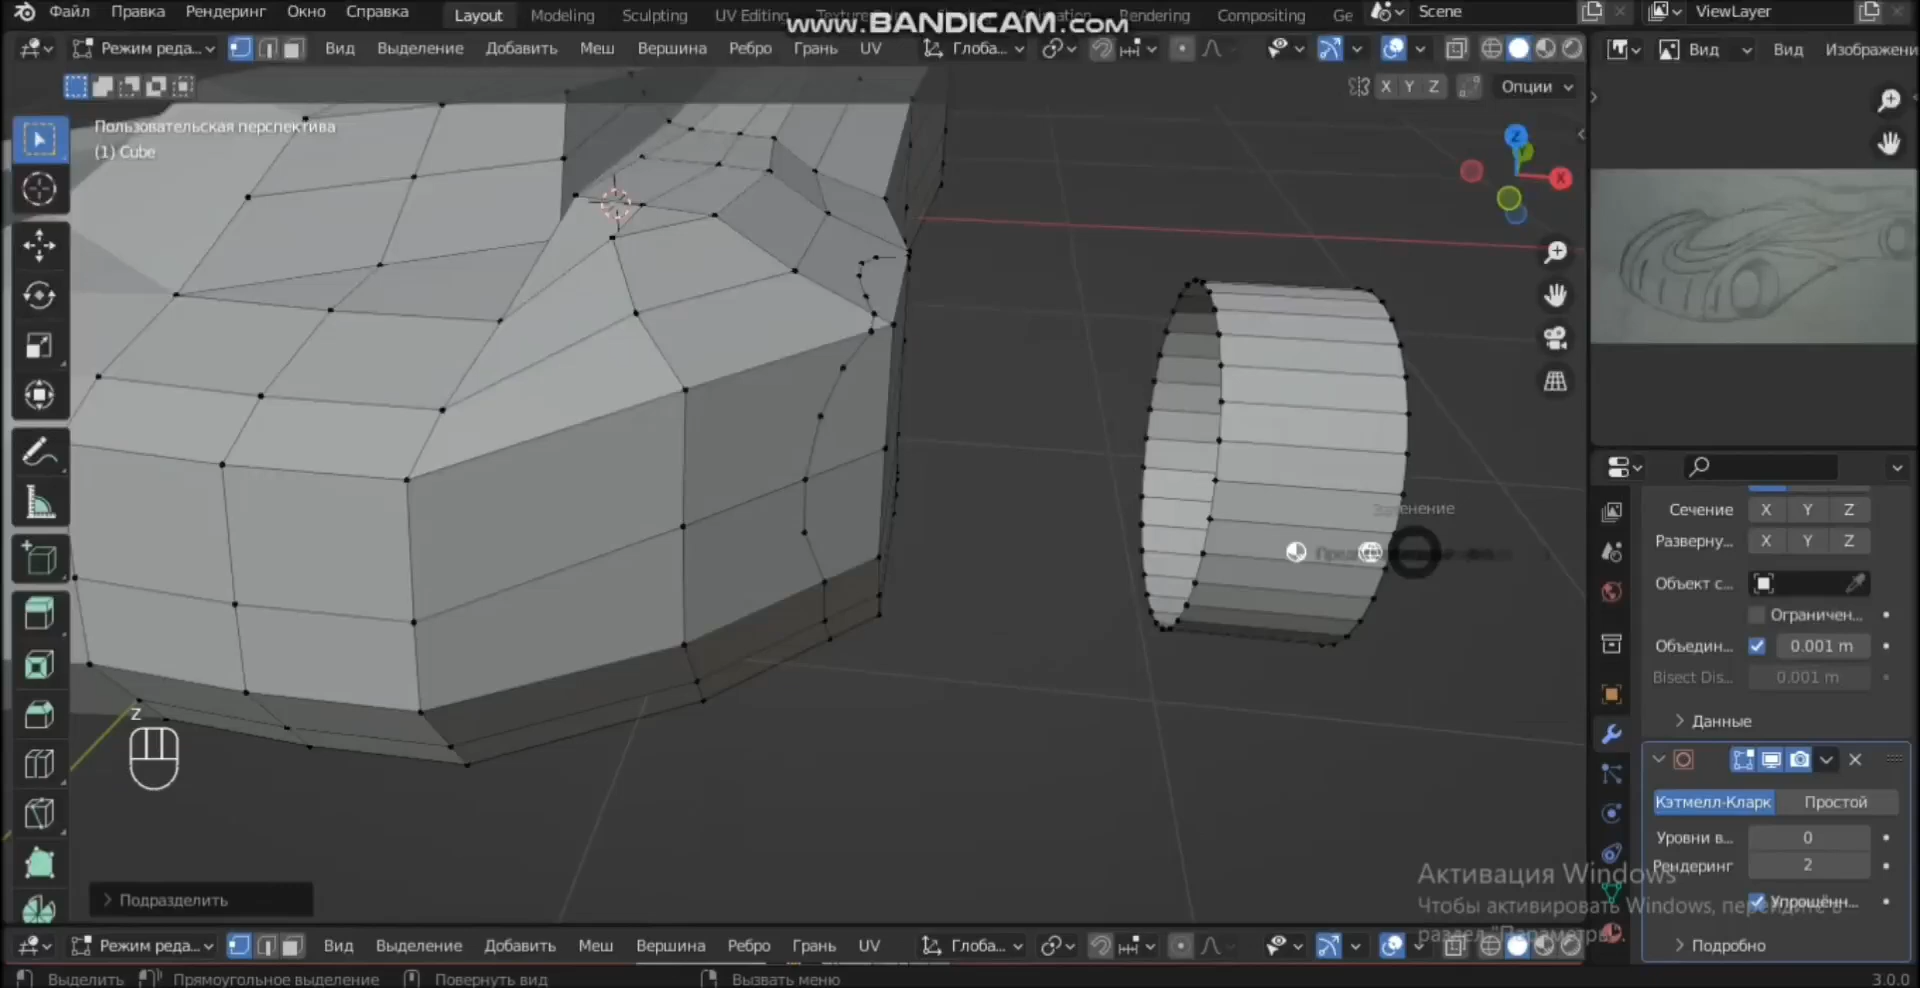 Файл Правка Рендеринг Окно Справка Layout Modeling Sculpting UV Editing Rendering Compositing Ge Scene ViewLayer
www.BANDICAM.com
Режим реда... Вид Выделение Добавить Меш Вершина Ребро Грань UV Глоба... Вид Вид Изображени
X Y Z Опции
Пользовательская перспектива
(1) Cube
Z
X
Сечение X Y Z
Разверну... X Y Z
Объект с...
Ограничен...
Объедин... 0.001 m
Bisect Dis... 0.001 m
Данные
Кэтмелл-Кларк Простой
Уровни в... 0
Рендеринг 2
Упрощённ...
Подробно
z
Подразделить
Активация Windows
Чтобы активировать Windows, перейдите в
раздел "Параметры".
Режим реда... Вид Выделение Добавить Меш Вершина Ребро Грань UV Глоба...
Выделить Прямоугольное выделение Повернуть вид Вызвать меню 3.0.0